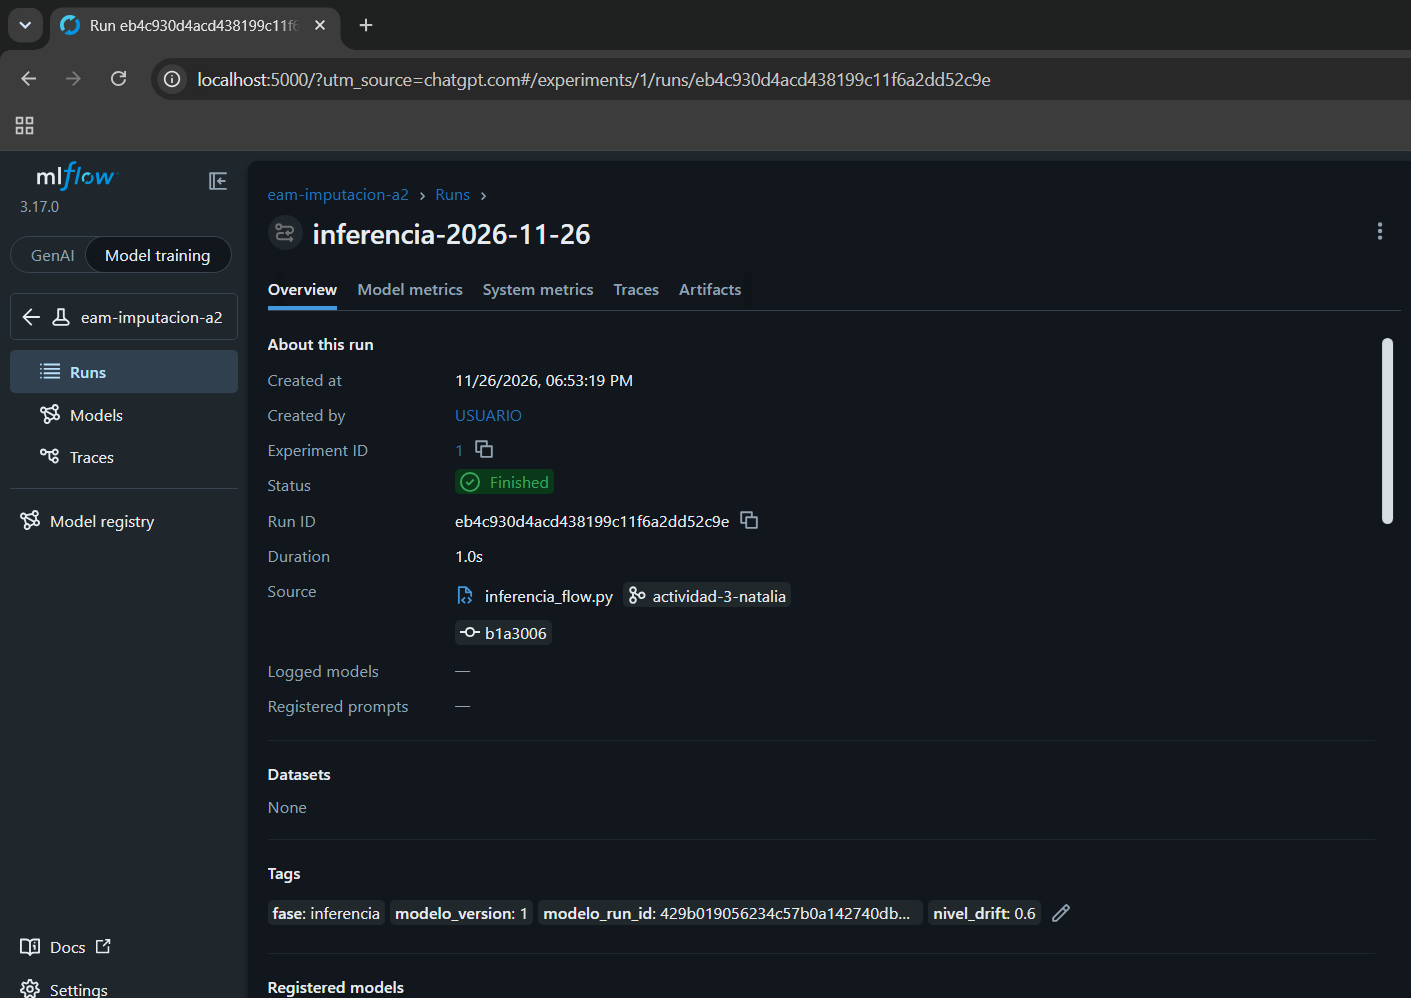 Run eb4c930d4acd438199c11f6
localhost:5000/?utm_source=chatgpt.com#/experiments/1/runs/eb4c930d4acd438199c11f6a2dd52c9e
mlflow
3.17.0
GenAI Model training
eam-imputacion-a2
Runs
Models
Traces
Model registry
Docs
Settings
eam-imputacion-a2 > Runs >
inferencia-2026-11-26
Overview Model metrics System metrics Traces Artifacts
About this run
Created at 11/26/2026, 06:53:19 PM
Created by USUARIO
Experiment ID 1
Status Finished
Run ID eb4c930d4acd438199c11f6a2dd52c9e
Duration 1.0s
Source inferencia_flow.py actividad-3-natalia
b1a3006
Logged models —
Registered prompts —
Datasets
None
Tags
fase: inferencia modelo_version: 1 modelo_run_id: 429b019056234c57b0a142740db... nivel_drift: 0.6
Registered models